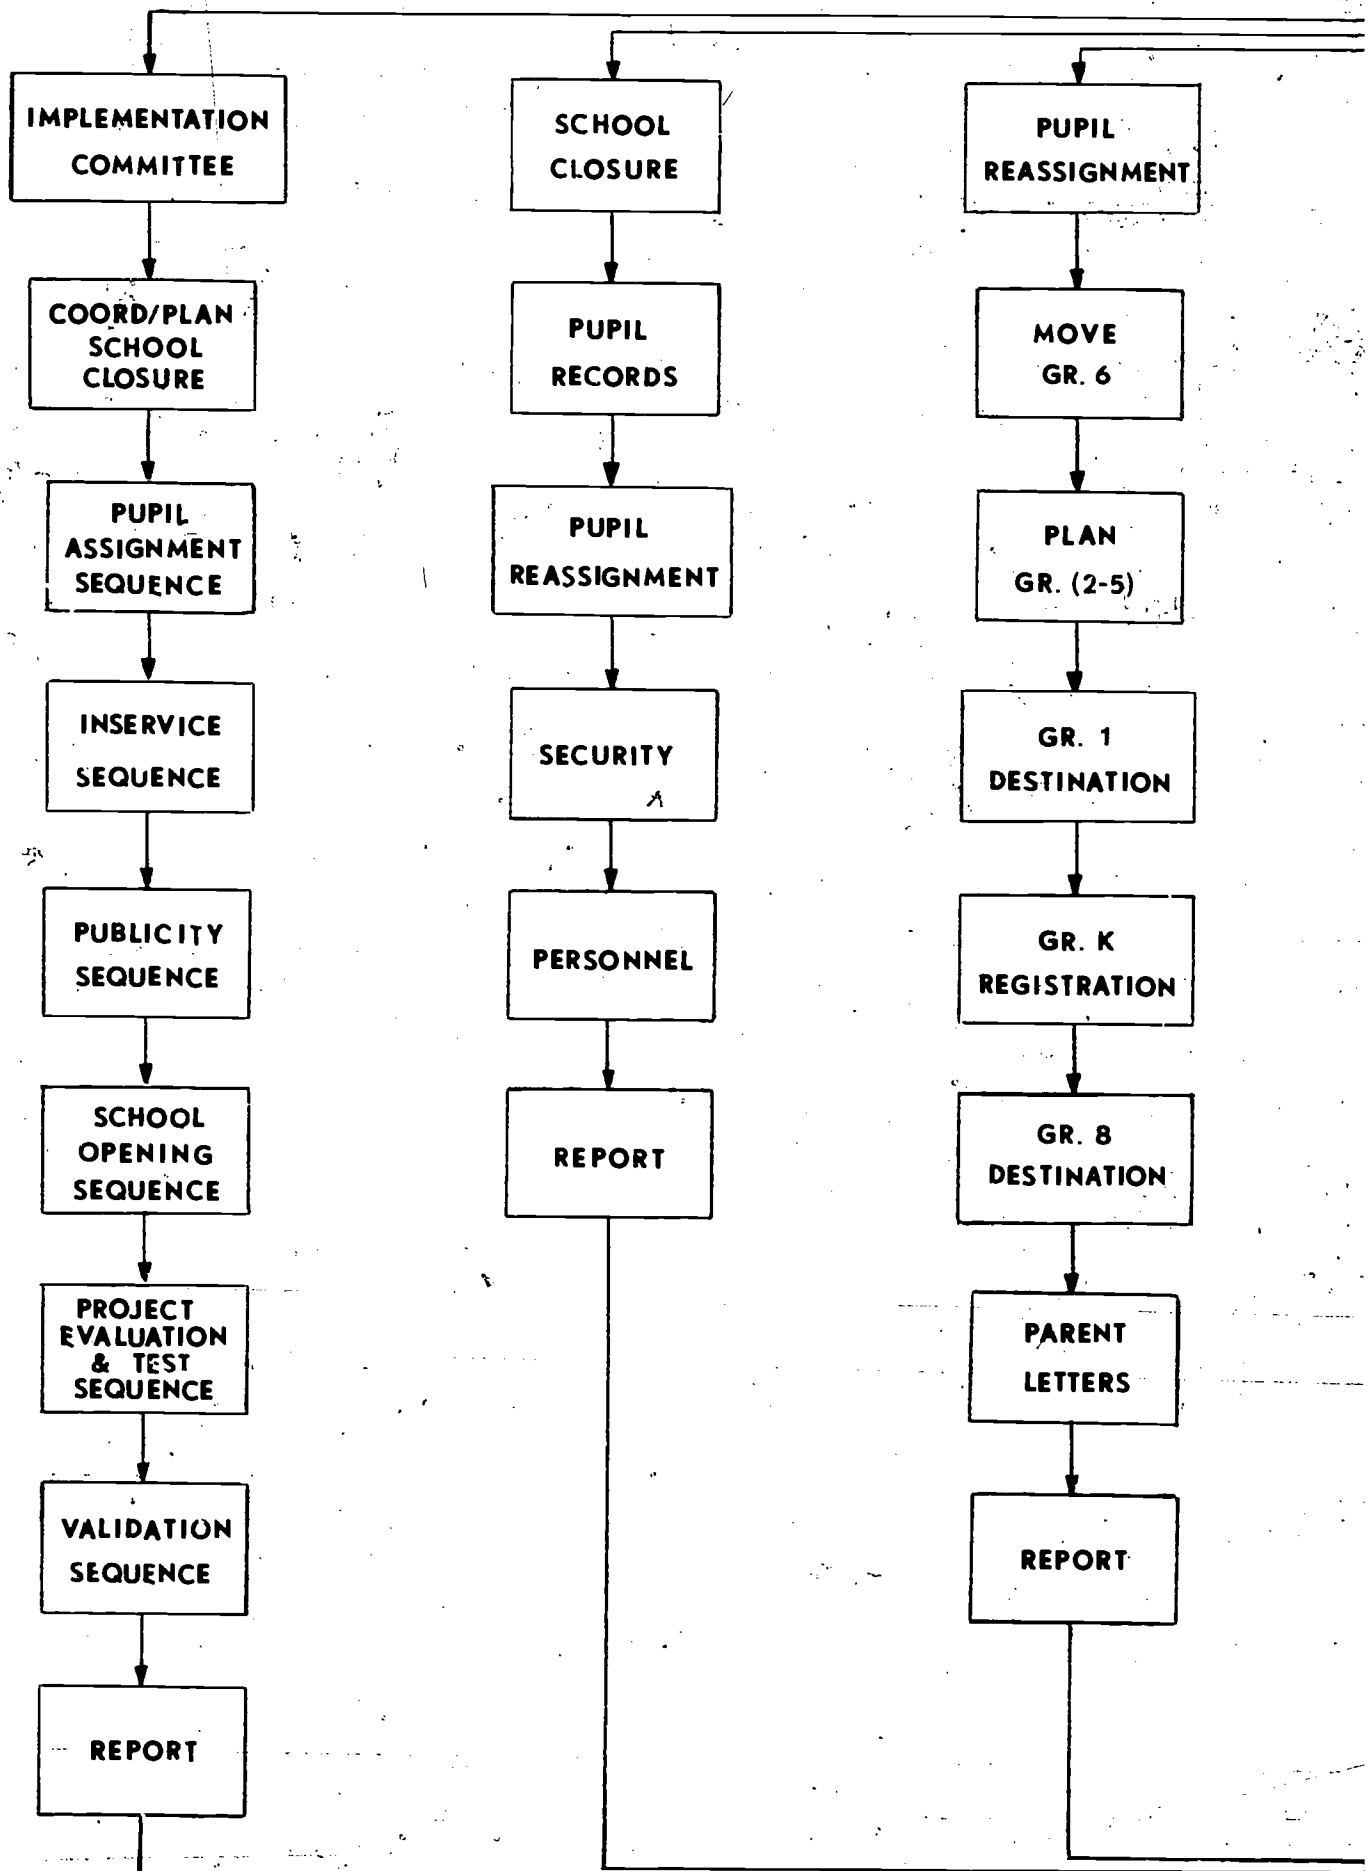 IMPLEMENTATION
COMMITTEE
COORD/PLAN
SCHOOL
CLOSURE
PUPIL
ASSIGNMENT
SEQUENCE
INSERVICE
SEQUENCE
PUBLICITY
SEQUENCE
SCHOOL
OPENING
SEQUENCE
PROJECT
EVALUATION
& TEST
SEQUENCE
VALIDATION
SEQUENCE
REPORT
SCHOOL
CLOSURE
PUPIL
RECORDS
PUPIL
REASSIGNMENT
SECURITY
PERSONNEL
REPORT
PUPIL
REASSIGNMENT
MOVE
GR. 6
PLAN
GR. (2-5)
GR. 1
DESTINATION
GR. K
REGISTRATION
GR. 8
DESTINATION
PARENT
LETTERS
REPORT